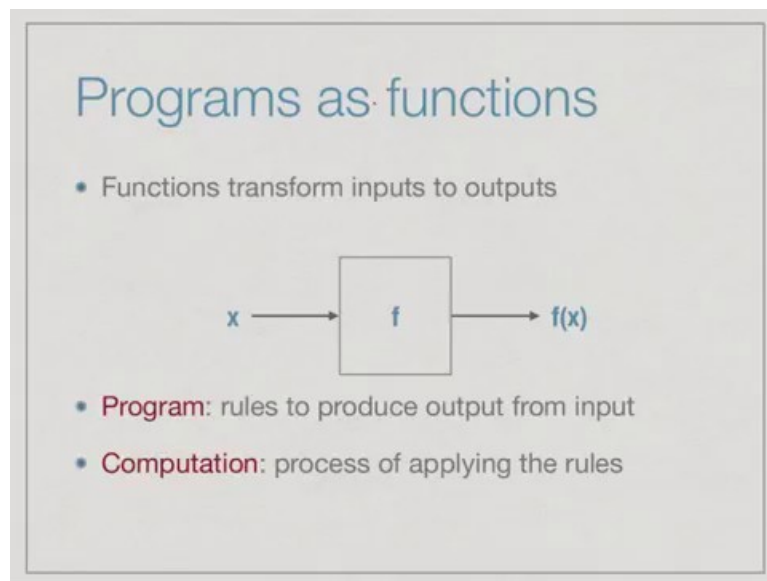 Programs as functions
• Functions transform inputs to outputs
x f f(x)
• Program: rules to produce output from input
• Computation: process of applying the rules